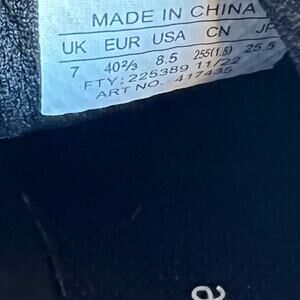 MADE IN CHINA
UK EUR USA CN JP
7 40⅔ 8.5 255(1.5) 25.5
FTY: 225389 11/22
ART NO. 417435
a